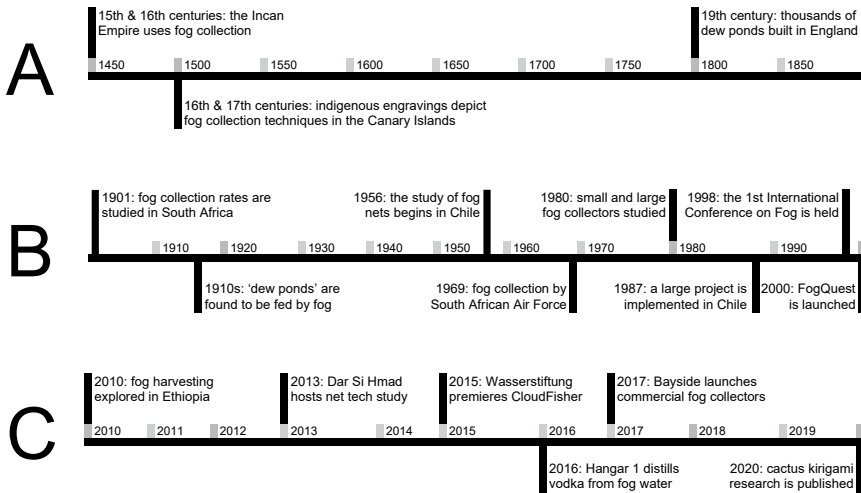 A
15th & 16th centuries: the Incan
Empire uses fog collection
19th century: thousands of
dew ponds built in England
1450 1500 1550 1600 1650 1700 1750 1800 1850
16th & 17th centuries: indigenous engravings depict
fog collection techniques in the Canary Islands
B
1901: fog collection rates are
studied in South Africa
1956: the study of fog
nets begins in Chile
1980: small and large
fog collectors studied
1998: the 1st International
Conference on Fog is held
1910 1920 1930 1940 1950 1960 1970 1980 1990
1910s: ‘dew ponds’ are
found to be fed by fog
1969: fog collection by
South African Air Force
1987: a large project is
implemented in Chile
2000: FogQuest
is launched
C
2010: fog harvesting
explored in Ethiopia
2013: Dar Si Hmad
hosts net tech study
2015: Wasserstiftung
premieres CloudFisher
2017: Bayside launches
commercial fog collectors
2010 2011 2012 2013 2014 2015 2016 2017 2018 2019
2016: Hangar 1 distills
vodka from fog water
2020: cactus kirigami
research is published